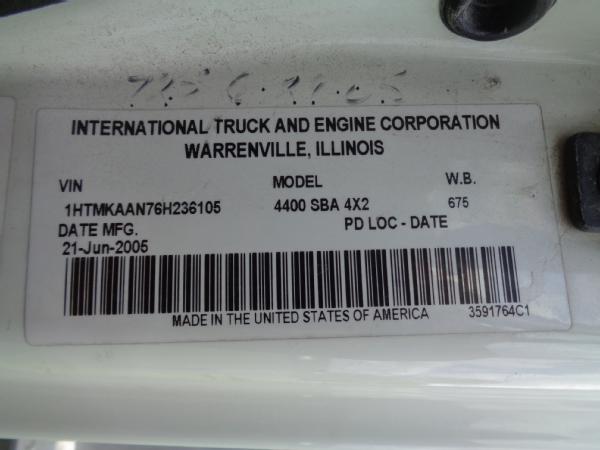 INTERNATIONAL TRUCK AND ENGINE CORPORATION
WARRENVILLE, ILLINOIS
VIN MODEL W.B.
1HTMKAAN76H236105 4400 SBA 4X2 675
DATE MFG. PD LOC - DATE
21-Jun-2005
MADE IN THE UNITED STATES OF AMERICA 3591764C1